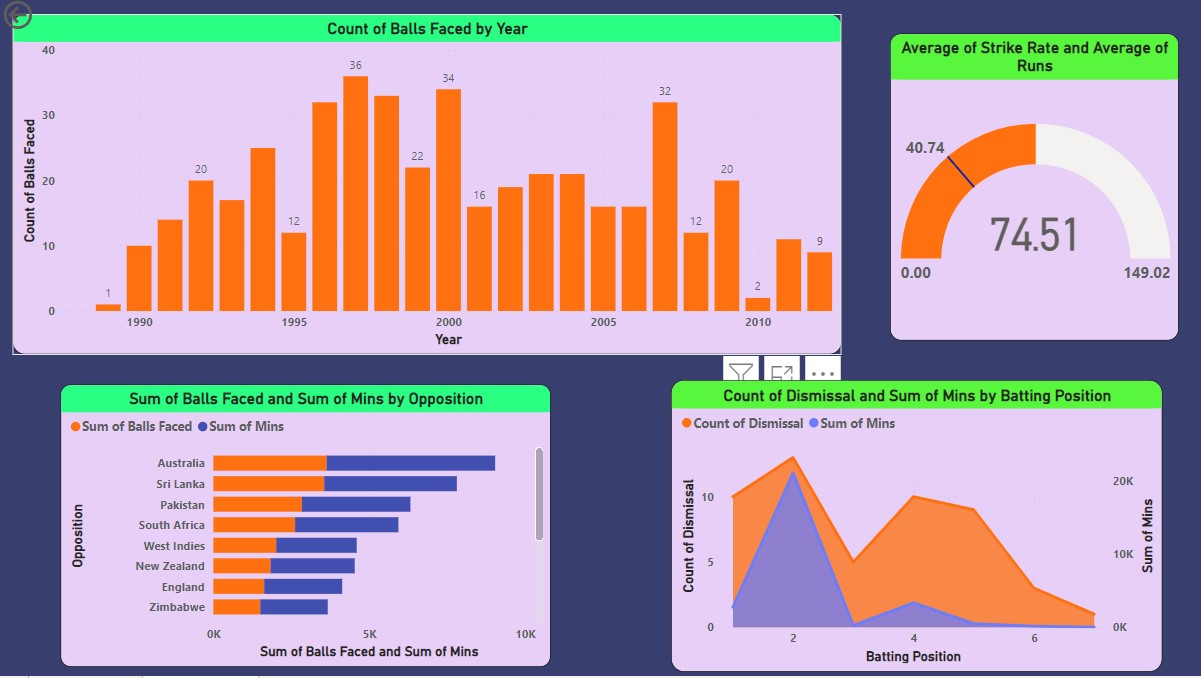 Count of Balls Faced by Year
Count of Balls Faced
40
30
20
10
0
1
20
12
36
22
34
16
32
12
20
2
9
1990
1995
2000
2005
2010
Year
Average of Strike Rate and Average of
Runs
40.74
74.51
0.00
149.02
Sum of Balls Faced and Sum of Mins by Opposition
Sum of Balls Faced
Sum of Mins
Opposition
Australia
Sri Lanka
Pakistan
South Africa
West Indies
New Zealand
England
Zimbabwe
0K
5K
10K
Sum of Balls Faced and Sum of Mins
Count of Dismissal and Sum of Mins by Batting Position
Count of Dismissal
Sum of Mins
Count of Dismissal
10
5
0
20K
10K
0K
Sum of Mins
2
4
6
Batting Position